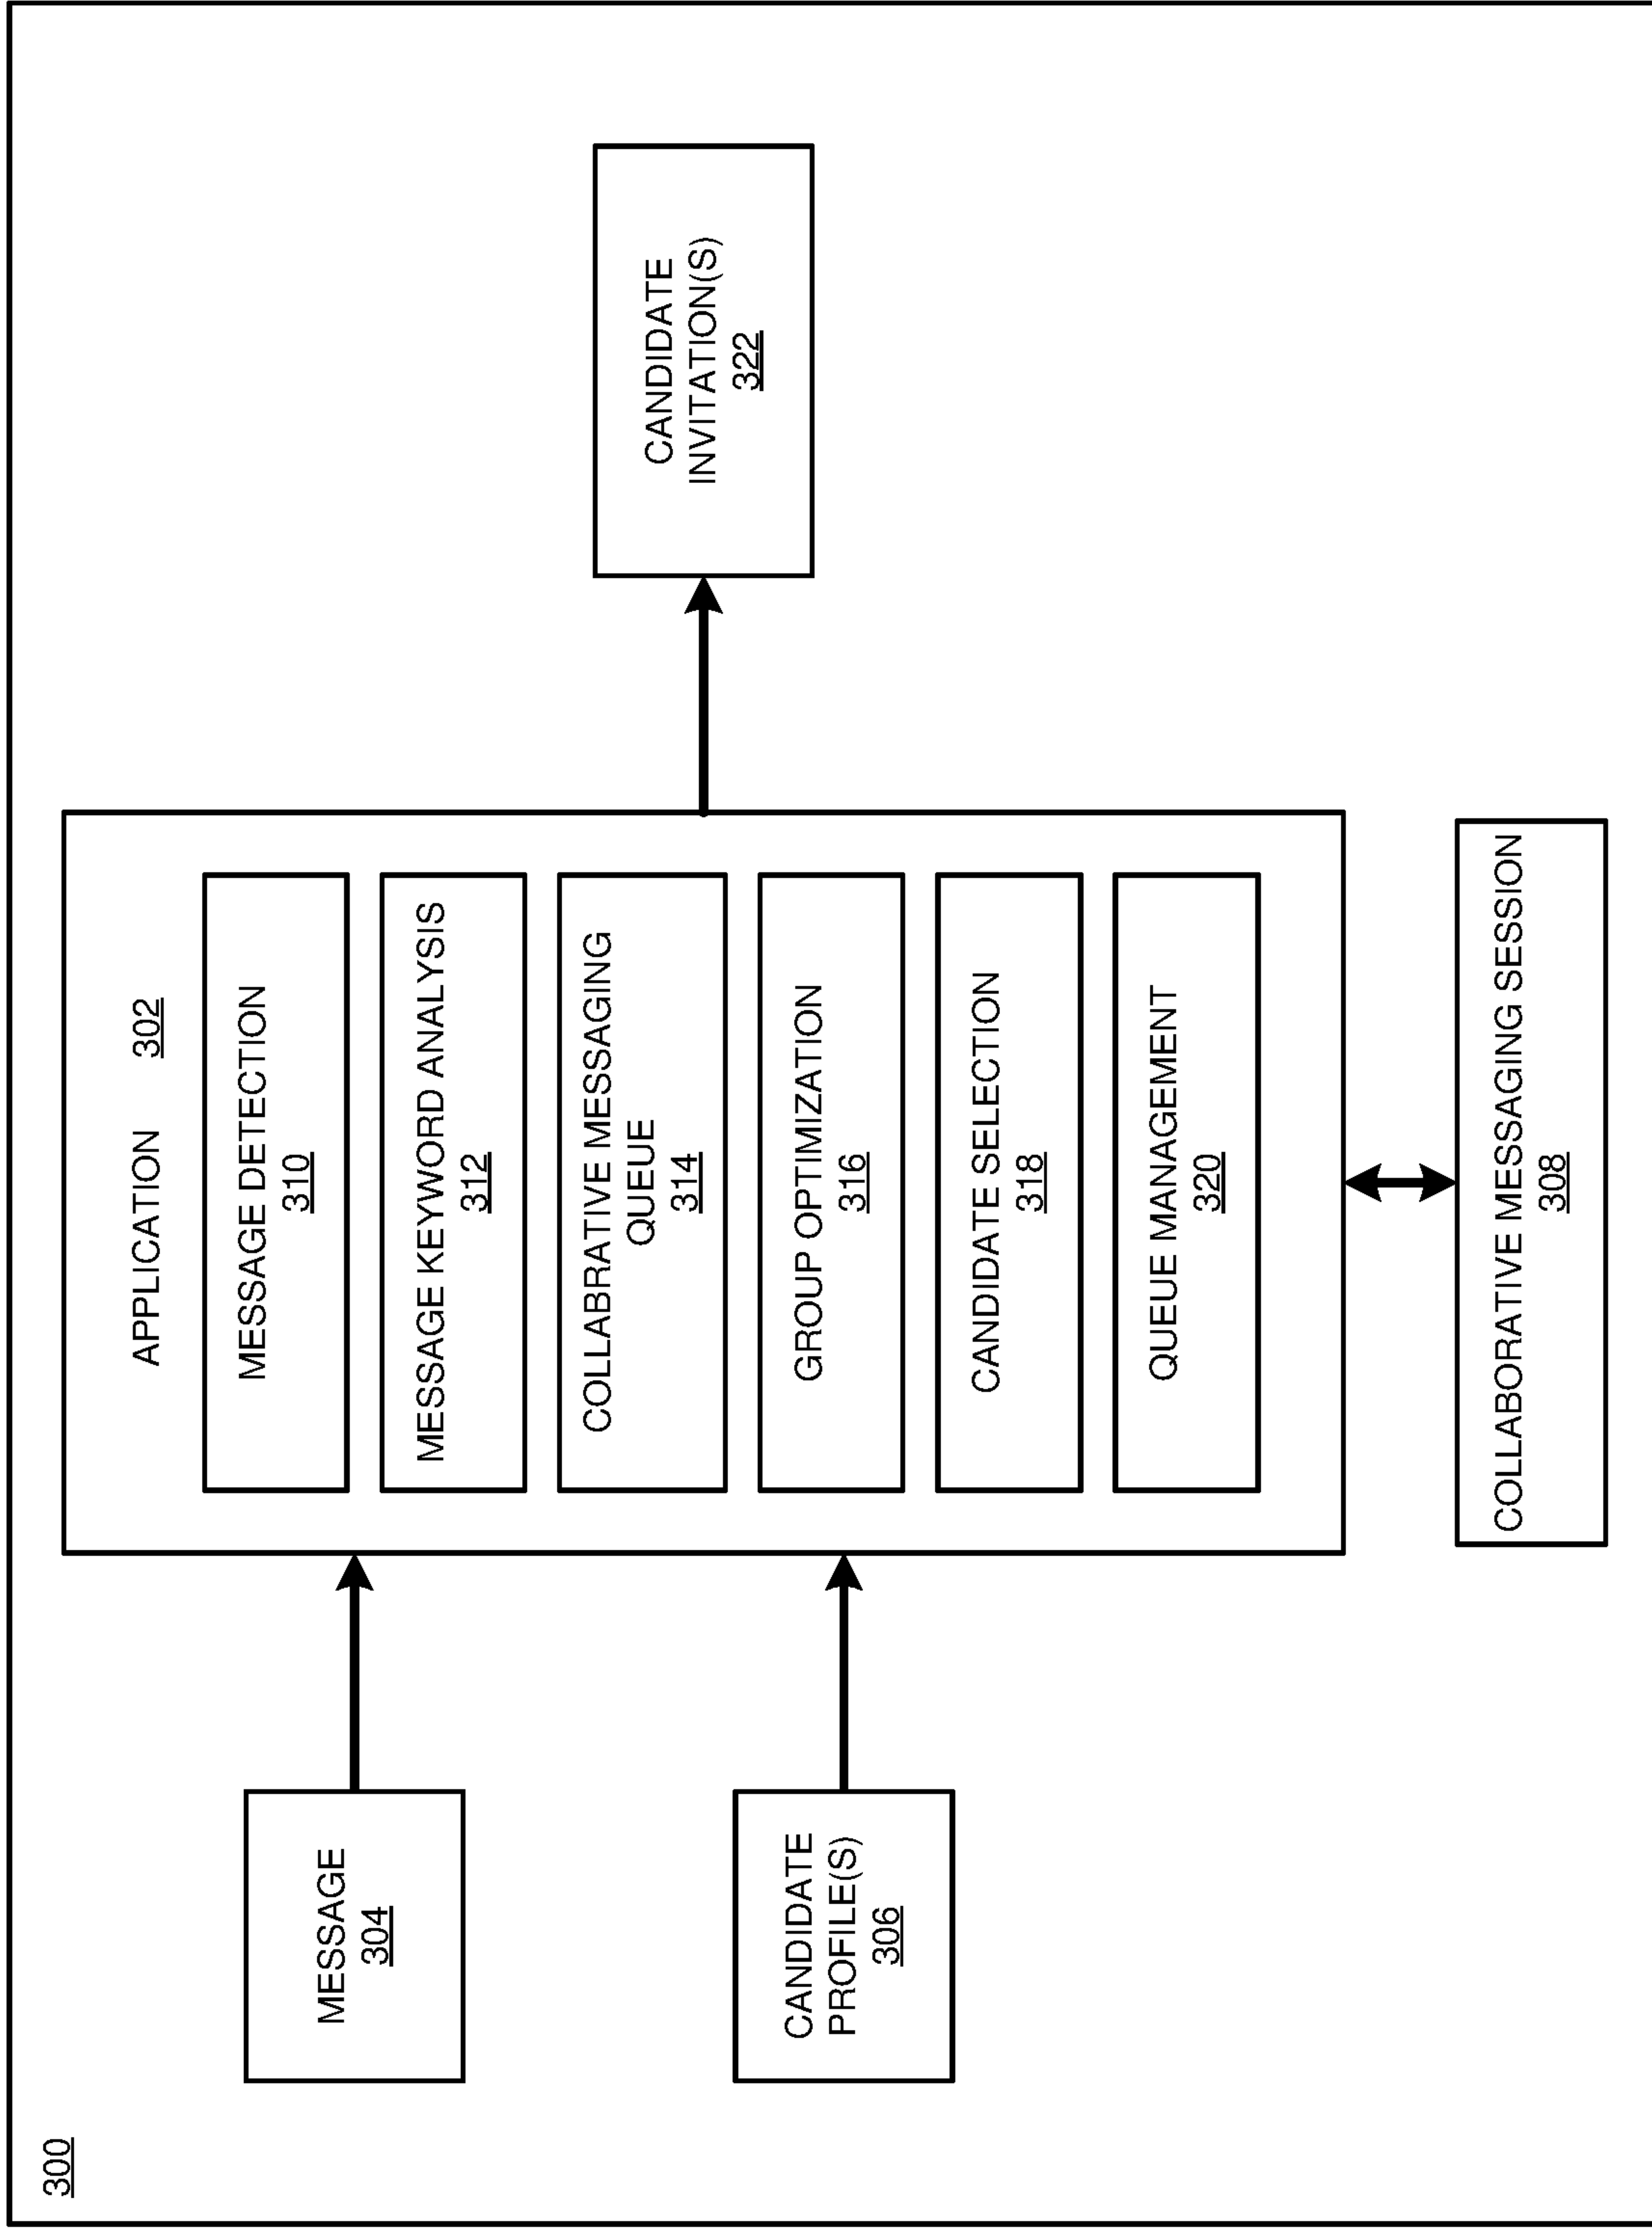 300
MESSAGE
304
CANDIDATE
PROFILE(S)
306
APPLICATION 302
MESSAGE DETECTION
310
MESSAGE KEYWORD ANALYSIS
312
COLLABRATIVE MESSAGING
QUEUE
314
GROUP OPTIMIZATION
316
CANDIDATE SELECTION
318
QUEUE MANAGEMENT
320
COLLABORATIVE MESSAGING SESSION
308
CANDIDATE
INVITATION(S)
322